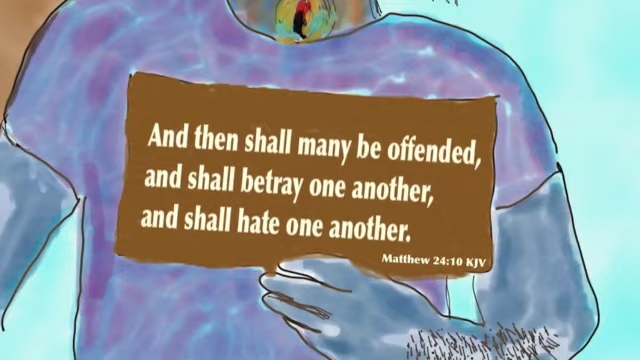 And then shall many be offended,
and shall betray one another,
and shall hate one another.
Matthew 24:10 KJV